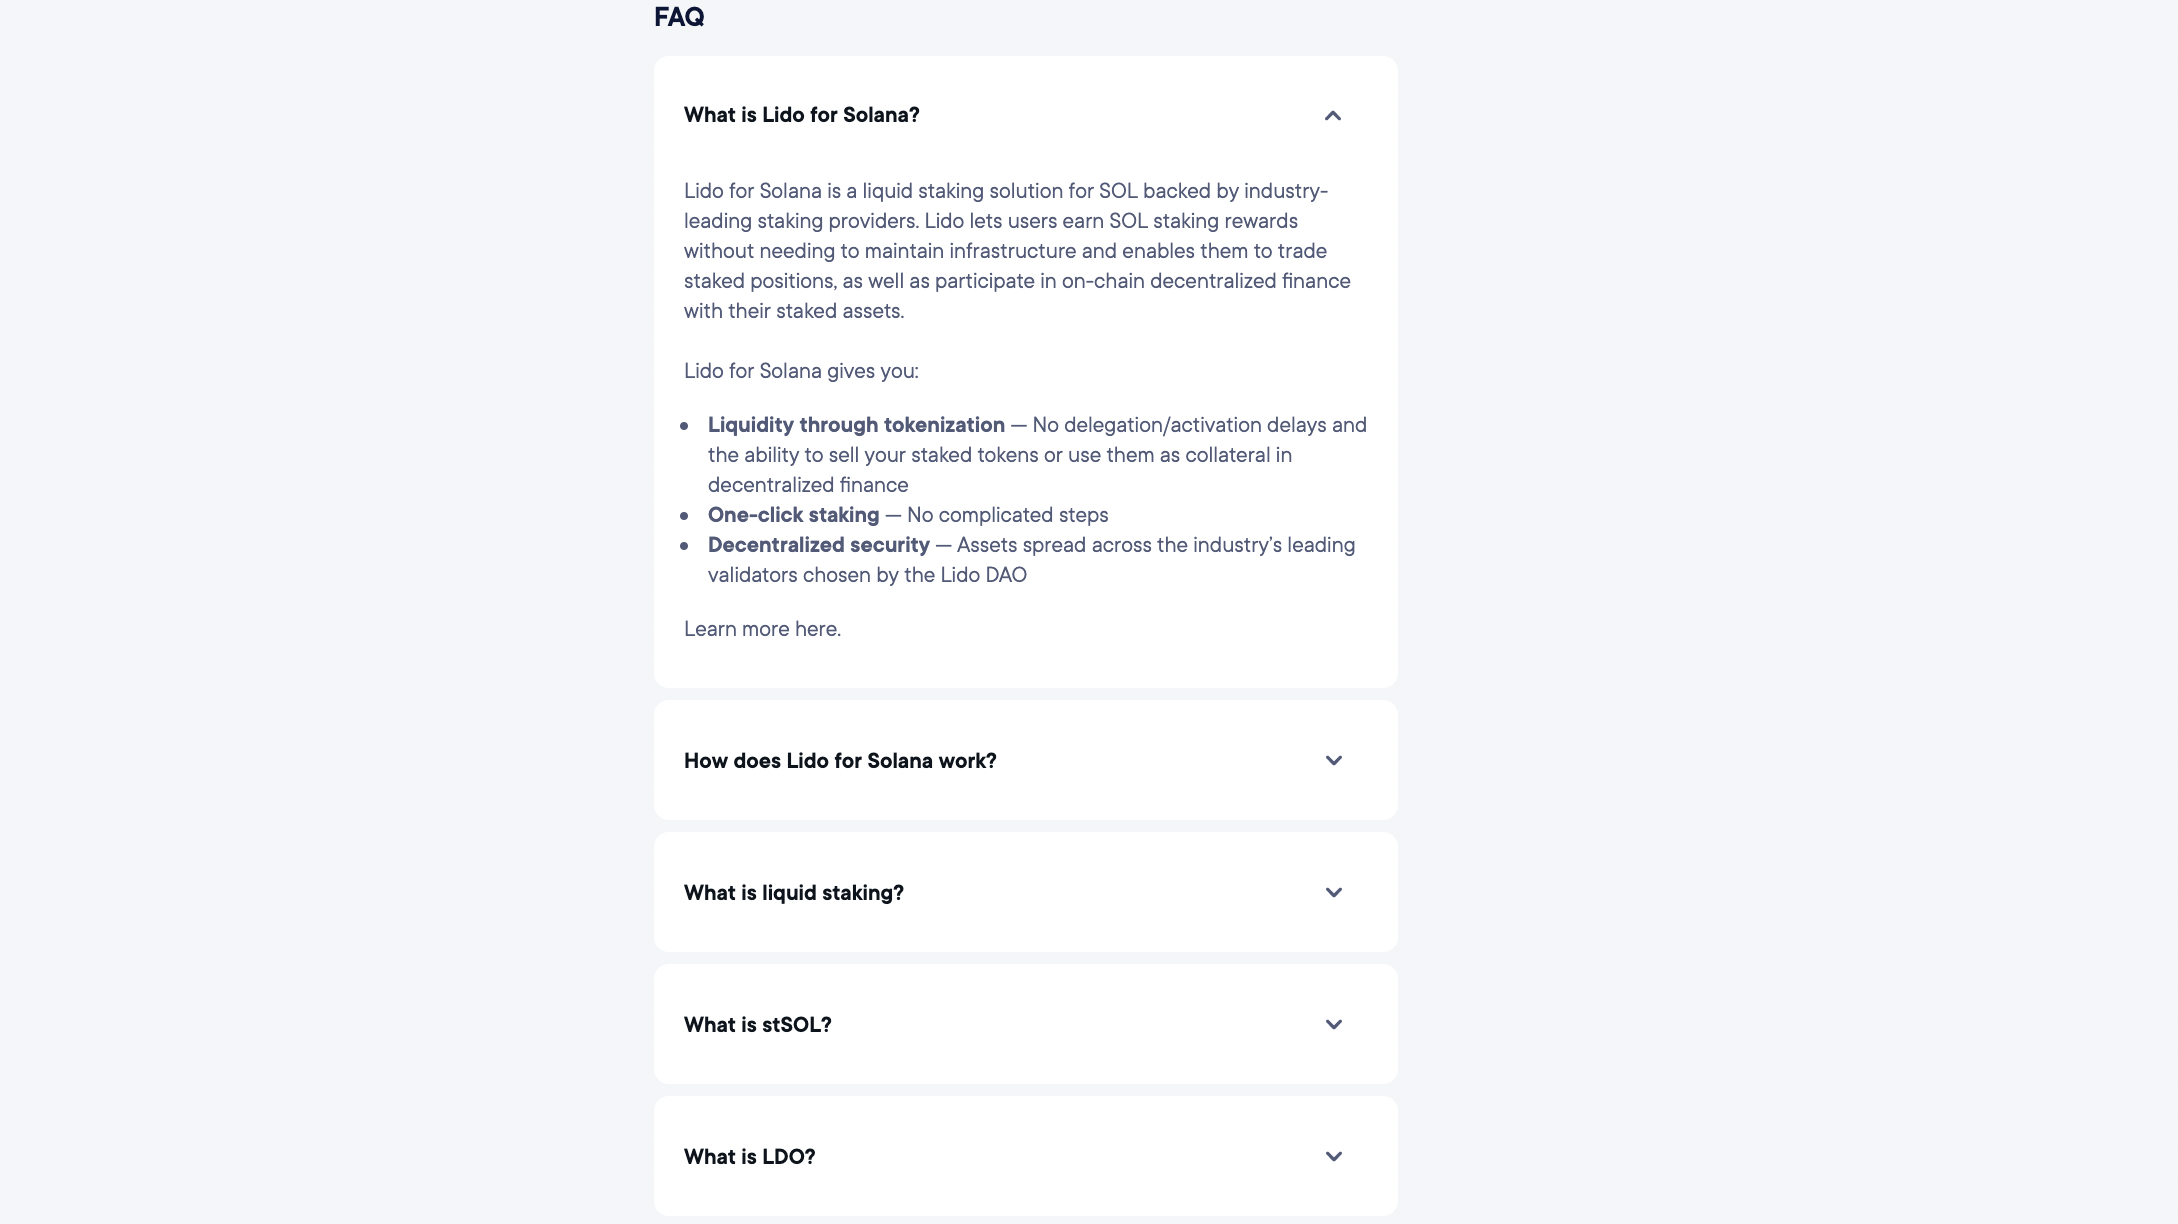 FAQ
What is Lido for Solana?
Lido for Solana is a liquid staking solution for SOL backed by industry-
leading staking providers. Lido lets users earn SOL staking rewards
without needing to maintain infrastructure and enables them to trade
staked positions, as well as participate in on-chain decentralized finance
with their staked assets.
Lido for Solana gives you:
• Liquidity through tokenization — No delegation/activation delays and
the ability to sell your staked tokens or use them as collateral in
decentralized finance
• One-click staking — No complicated steps
• Decentralized security — Assets spread across the industry’s leading
validators chosen by the Lido DAO
Learn more here.
How does Lido for Solana work?
What is liquid staking?
What is stSOL?
What is LDO?